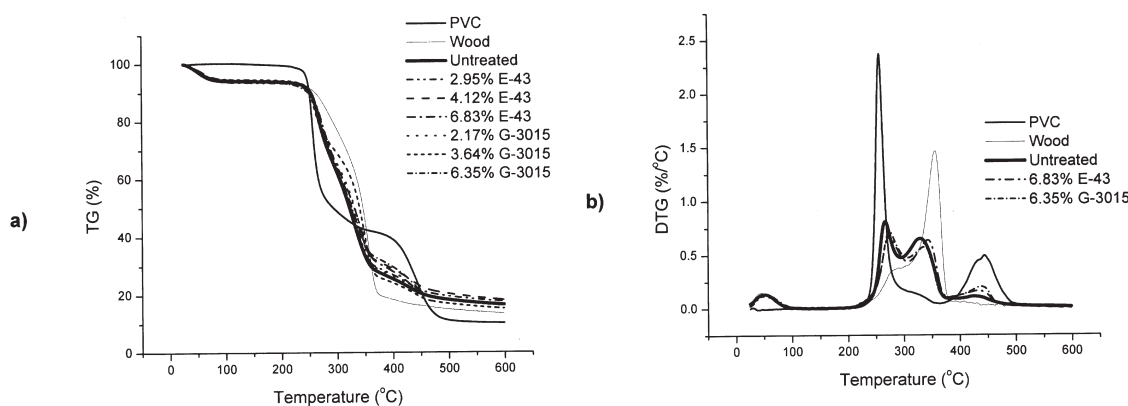 a)
TG (%)
100
80
60
40
20
0
0
100
200
300
400
500
600
Temperature (°C)
PVC
Wood
Untreated
2.95% E-43
4.12% E-43
6.83% E-43
2.17% G-3015
3.64% G-3015
6.35% G-3015
b)
DTG (%/°C)
2.5
2.0
1.5
1.0
0.5
0.0
0
100
200
300
400
500
600
Temperature (°C)
PVC
Wood
Untreated
6.83% E-43
6.35% G-3015